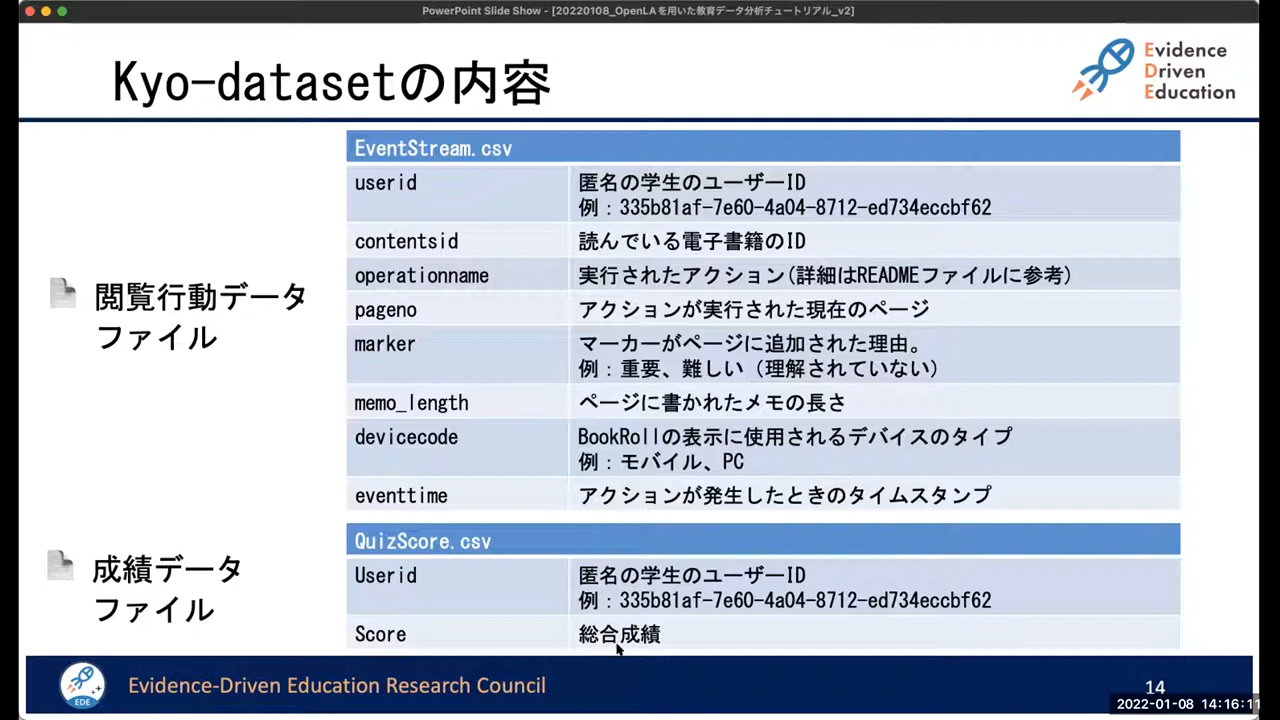 PowerPoint Slide Show - [20220108_OpenLAを用いた教育データ分析チュートリアル_v2]
Kyo-datasetの内容
Evidence
Driven
Education
閲覧行動データ
ファイル
EventStream.csv
userid 匿名の学生のユーザーID
例：335b81af-7e60-4a04-8712-ed734eccbf62
contentsid 読んでいる電子書籍のID
operationname 実行されたアクション(詳細はREADMEファイルに参考)
pageno アクションが実行された現在のページ
marker マーカーがページに追加された理由。
例：重要、難しい（理解されていない）
memo_length ページに書かれたメモの長さ
devicecode BookRollの表示に使用されるデバイスのタイプ
例：モバイル、PC
eventtime アクションが発生したときのタイムスタンプ
成績データ
ファイル
QuizScore.csv
Userid 匿名の学生のユーザーID
例：335b81af-7e60-4a04-8712-ed734eccbf62
Score 総合成績
EDE
Evidence-Driven Education Research Council
14
2022-01-08 14:16:11